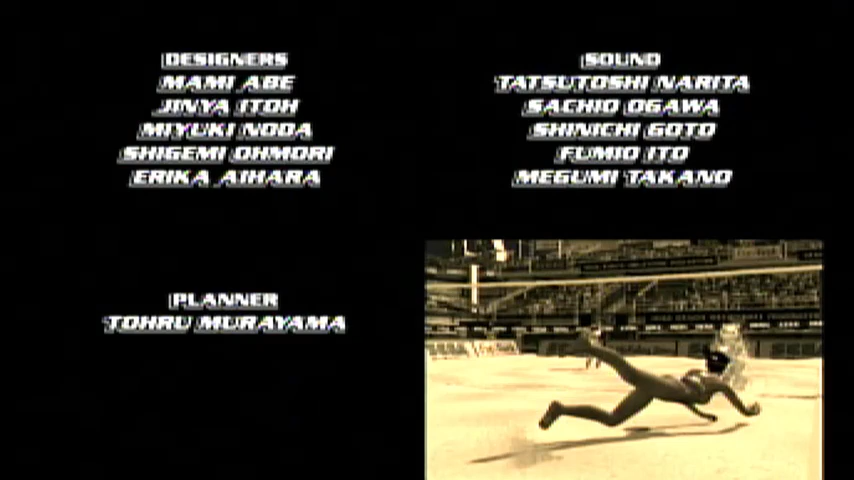 DESIGNERS
MAMI ABE
JINYA ITOH
MIYUKI NODA
SHIGEMI OHMORI
ERIKA AIHARA
SOUND
TATSUTOSHI NARITA
SACHIO OGAWA
SHINICHI GOTO
FUMIO ITO
MEGUMI TAKANO
PLANNER
TOHRU MURAYAMA